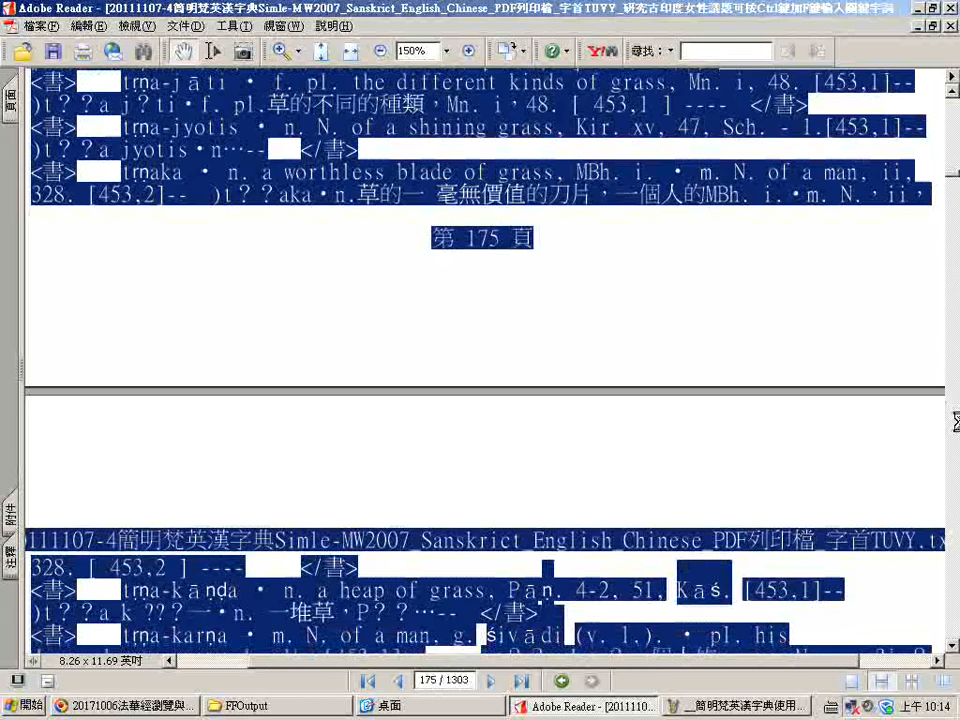 Adobe Reader - [20111107-4簡明梵英漢字典Simle-MW2007_Sanskrict_English_Chinese_PDF列印檔_字首TUVY_研究古印度女性議題可按Ctrl鍵加F鍵輸入關鍵字詞
檔案(F) 編輯(E) 檢視(V) 文件(D) 工具(T) 視窗(W) 說明(H)
150% Y! 尋找:
頁面
<書> tṛṇa-jāti • f. pl. the different kinds of grass, Mn. i, 48. [453,1]--
)t??a j?ti•f. pl.草的不同的種類,Mn. i,48. [ 453,1 ] ---- </書>
<書> tṛṇa-jyotis • n. N. of a shining grass, Kir. xv, 47, Sch. - 1.[453,1]--
)t??a jyotis•n…-- </書>
<書> tṛṇaka • n. a worthless blade of grass, MBh. i. • m. N. of a man, ii,
328. [453,2]-- )t??aka•n.草的一 毫無價值的刀片,一個人的MBh. i.•m. N.,ii,
第 175 頁
附件
註釋
111107-4簡明梵英漢字典Simle-MW2007_Sanskrict_English_Chinese_PDF列印檔_字首TUVY.tx
328. [ 453,2 ] ---- </書>
<書> tṛṇa-kāṇḍa • n. a heap of grass, Pāṇ. 4-2, 51, Kāś. [453,1]--
)t??a k ???一•n. 一堆草,P??…-- </書>
<書> tṛṇa-karṇa • m. N. of a man, g. śivādi (v. l.). • pl. his
8.26 x 11.69 英吋
175 / 1303
開始 20171006法華經瀏覽與... FFOutput 桌面 Adobe Reader - [2011110... __簡明梵英字典使用... 上午 10:14